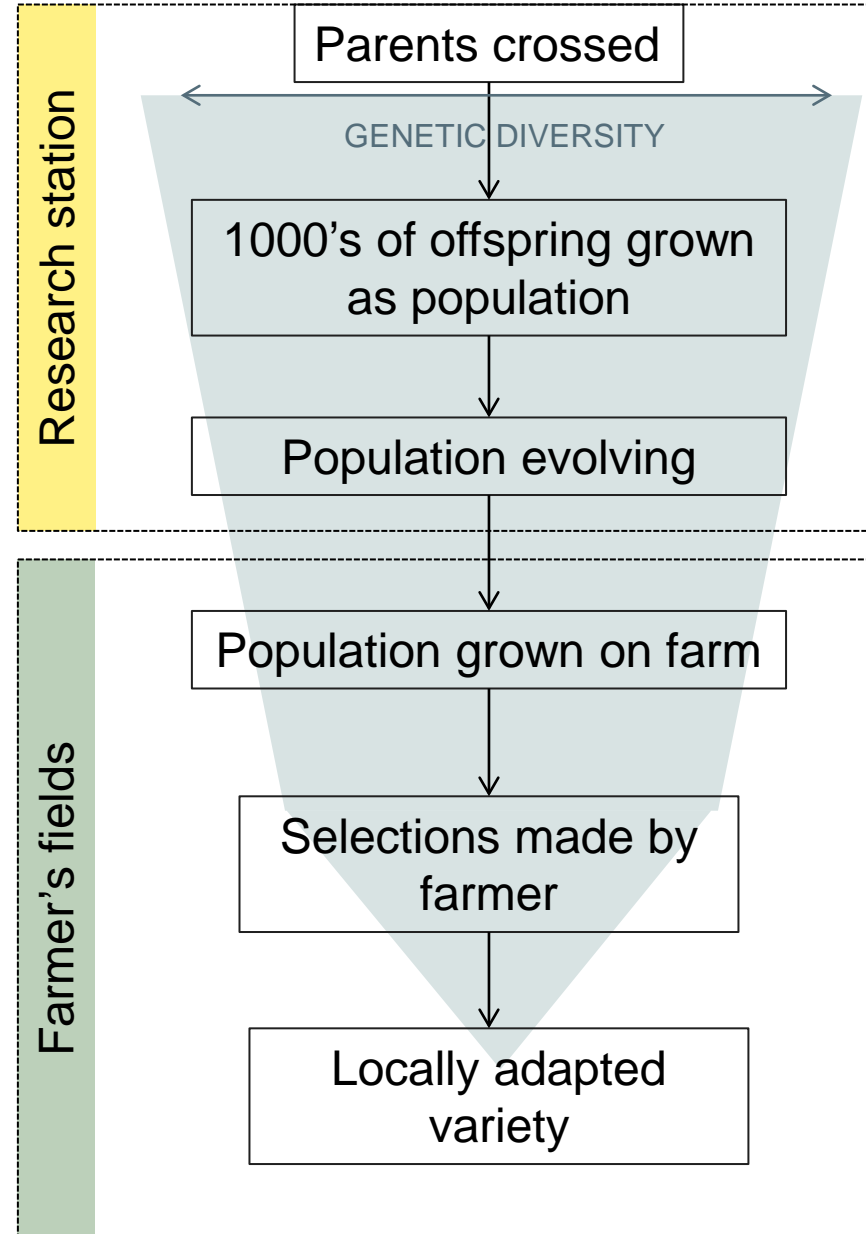 Research station
Parents crossed
GENETIC DIVERSITY
1000’s of offspring grown
as population
Population evolving
Farmer’s fields
Population grown on farm
Selections made by
farmer
Locally adapted
variety